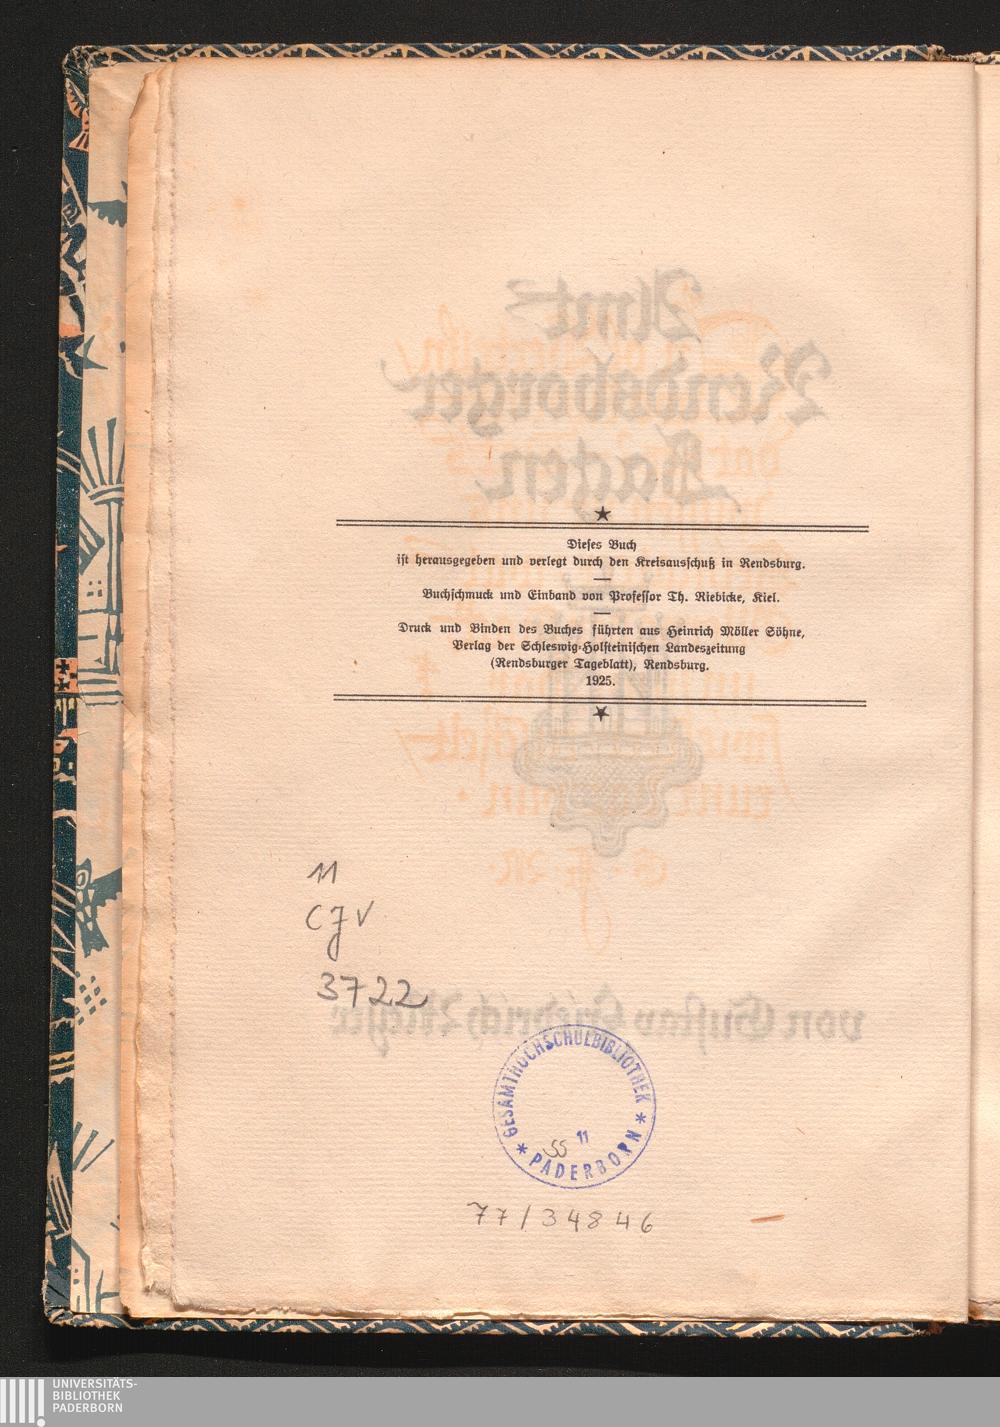 Dieses Buch
ist herausgegeben und verlegt durch den Kreisausschuß in Rendsburg.
Buchschmuck und Einband von Professor Th. Riebicke, Kiel.
Druck und Binden des Buches führten aus Heinrich Möller Söhne,
Verlag der Schleswig-Holsteinischen Landeszeitung
(Rendsburger Tageblatt), Rendsburg.
1925.
11
CJV
3722
GESAMTHOCHSCHULBIBLIOTHEK
SS 11
* PADERBORN *
77/34846
UNIVERSITÄTS-
BIBLIOTHEK
PADERBORN